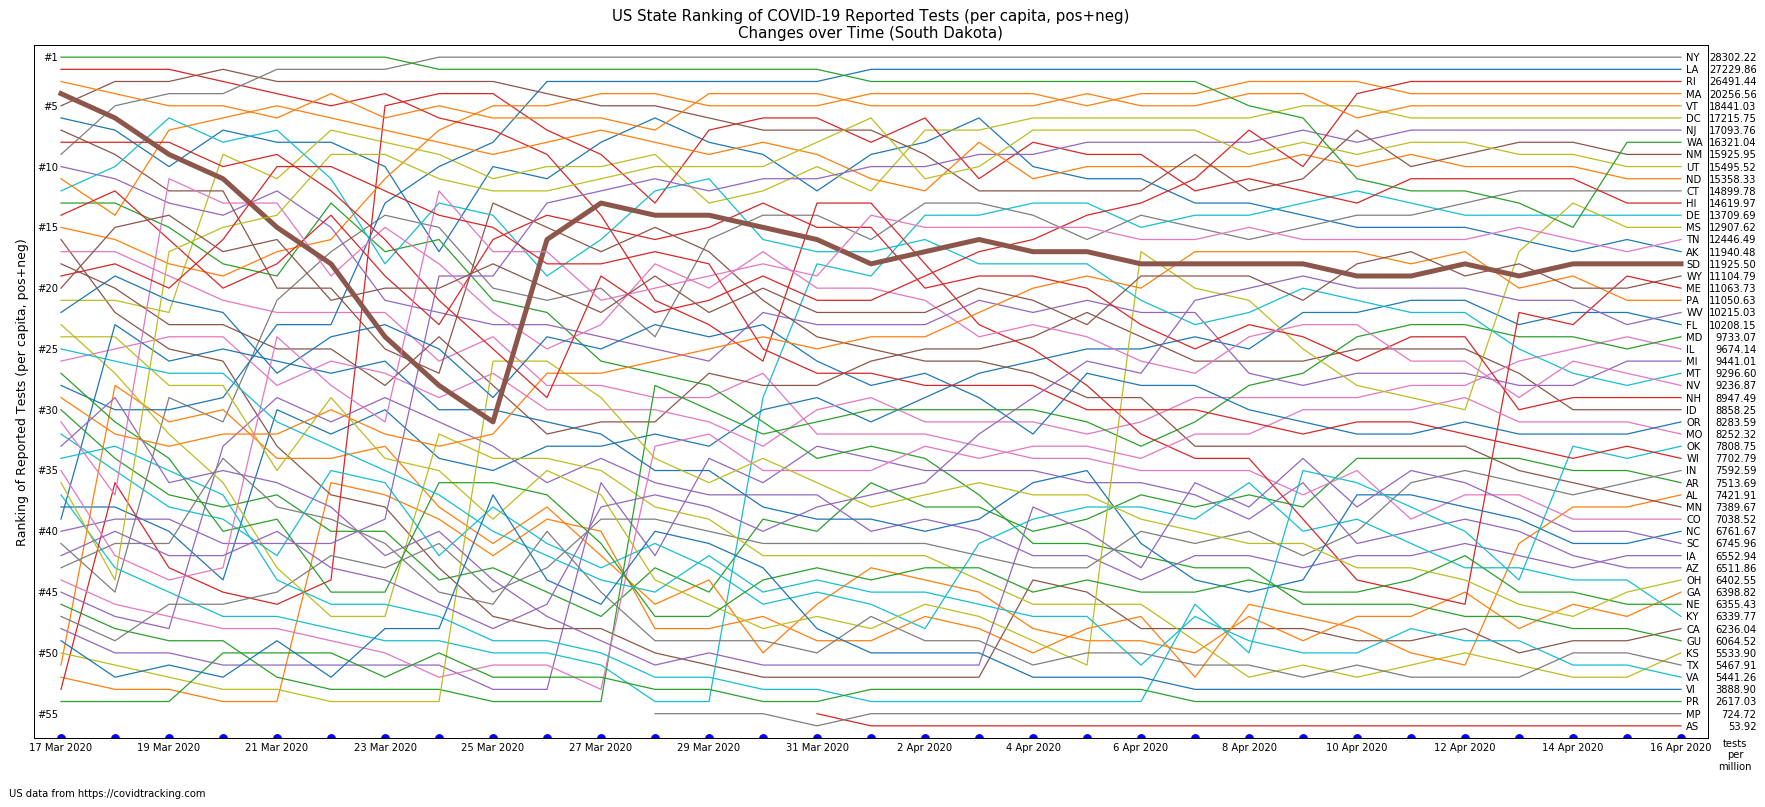 US State Ranking of COVID-19 Reported Tests (per capita, pos+neg)
Changes over Time (South Dakota)
Ranking of Reported Tests (per capita, pos+neg)
#1
#5
#10
#15
#20
#25
#30
#35
#40
#45
#50
#55
NY 28302.22
LA 27229.86
RI 26491.44
MA 20256.56
VT 18441.03
DC 17215.75
NJ 17093.76
WA 16321.04
NM 15925.95
UT 15495.52
ND 15358.33
CT 14899.78
HI 14619.97
DE 13709.69
MS 12907.62
TN 12446.49
AK 11940.48
SD 11925.50
WY 11104.79
ME 11063.73
PA 11050.63
WV 10215.03
FL 10208.15
MD 9733.07
IL 9674.14
MI 9441.01
MT 9296.60
NV 9236.87
NH 8947.49
ID 8858.25
OR 8283.59
MO 8252.32
OK 7808.75
WI 7702.79
IN 7592.59
AR 7513.69
AL 7421.91
MN 7389.67
CO 7038.52
NC 6761.67
SC 6745.96
IA 6552.94
AZ 6511.86
OH 6402.55
GA 6398.82
NE 6355.43
KY 6339.77
CA 6236.04
GU 6064.52
KS 5533.90
TX 5467.91
VA 5441.26
VI 3888.90
PR 2617.03
MP 724.72
AS 53.92
17 Mar 2020 19 Mar 2020 21 Mar 2020 23 Mar 2020 25 Mar 2020 27 Mar 2020 29 Mar 2020 31 Mar 2020 2 Apr 2020 4 Apr 2020 6 Apr 2020 8 Apr 2020 10 Apr 2020 12 Apr 2020 14 Apr 2020 16 Apr 2020
tests
per
million
US data from https://covidtracking.com